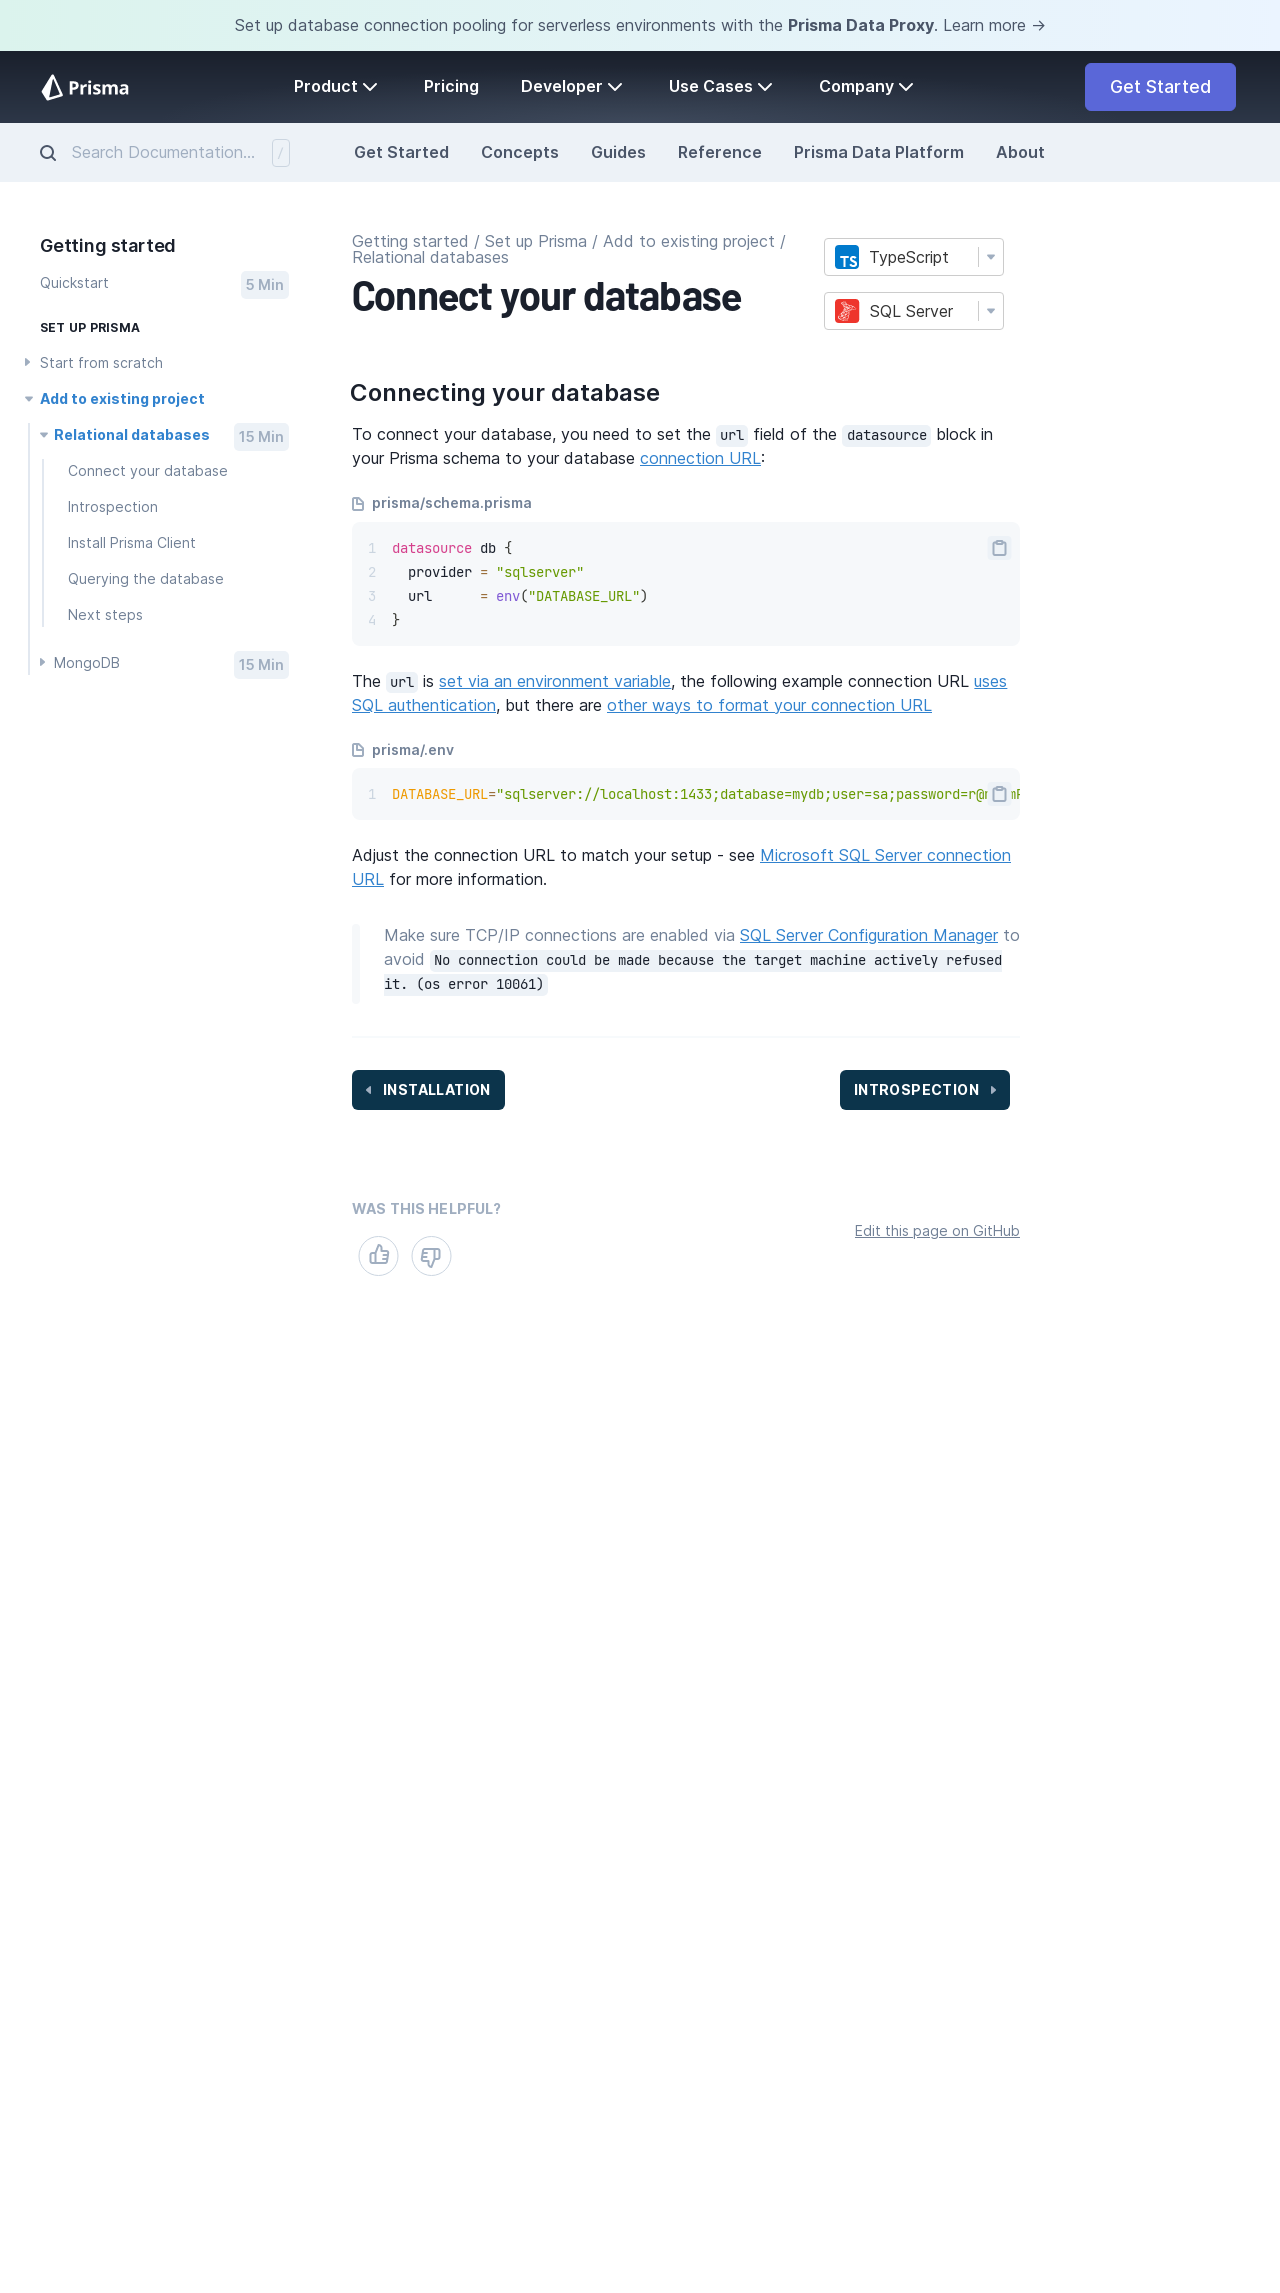 Set up database connection pooling for serverless environments with the Prisma Data Proxy. Learn more →
Prisma
Product
Pricing
Developer
Use Cases
Company
Get Started
Search Documentation...
/
Get Started
Concepts
Guides
Reference
Prisma Data Platform
About
Getting started
Quickstart
5 Min
SET UP PRISMA
Start from scratch
Add to existing project
Relational databases
15 Min
Connect your database
Introspection
Install Prisma Client
Querying the database
Next steps
MongoDB
15 Min
Getting started / Set up Prisma / Add to existing project /
Relational databases
Connect your database
TS TypeScript
SQL Server
Connecting your database
To connect your database, you need to set the url field of the datasource block in
your Prisma schema to your database connection URL:
prisma/schema.prisma
1 datasource db {
2   provider = "sqlserver"
3   url      = env("DATABASE_URL")
4 }
The url is set via an environment variable, the following example connection URL uses
SQL authentication, but there are other ways to format your connection URL
prisma/.env
1 DATABASE_URL="sqlserver://localhost:1433;database=mydb;user=sa;password=
Adjust the connection URL to match your setup - see Microsoft SQL Server connection
URL for more information.
Make sure TCP/IP connections are enabled via SQL Server Configuration Manager to
avoid No connection could be made because the target machine actively refused
it. (os error 10061)
INSTALLATION
INTROSPECTION
WAS THIS HELPFUL?
Edit this page on GitHub